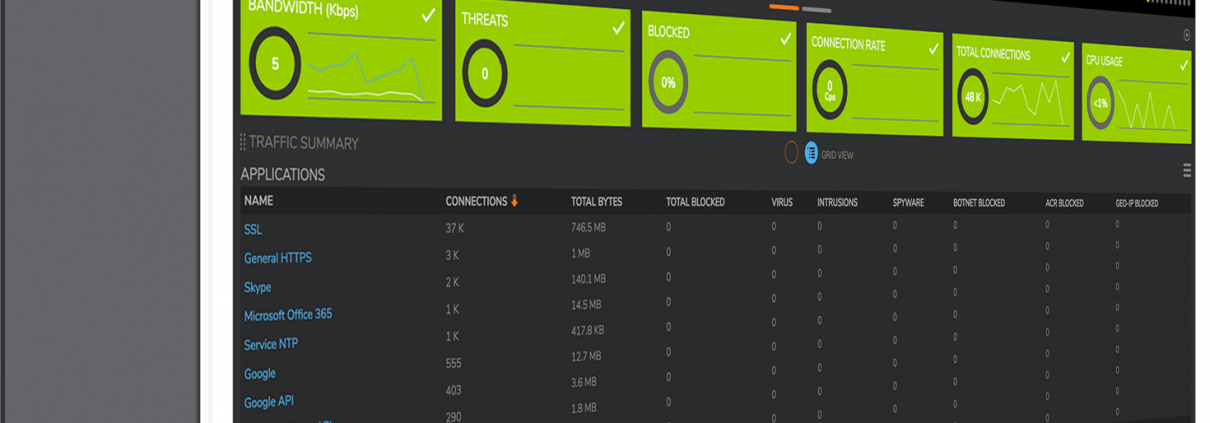 BANDWIDTH (Kbps)
5
THREATS
0
BLOCKED
0%
CONNECTION RATE
0
Cps
TOTAL CONNECTIONS
48 K
CPU USAGE
<1%
TRAFFIC SUMMARY
GRID VIEW
APPLICATIONS
NAME CONNECTIONS TOTAL BYTES TOTAL BLOCKED VIRUS INTRUSIONS SPYWARE BOTNET BLOCKED ACR BLOCKED GEO-IP BLOCKED
SSL 37 K 746.5 MB 0 0 0 0 0 0 0
General HTTPS 3 K 1 MB 0 0 0 0 0 0 0
Skype 2 K 140.1 MB 0 0 0 0 0 0 0
Microsoft Office 365 1 K 14.5 MB 0 0 0 0 0 0 0
Service NTP 1 K 417.8 KB 0 0 0 0 0 0 0
Google 555 12.7 MB 0 0 0 0 0 0 0
Google API 403 3.6 MB 0 0 0 0 0 0 0
290 1.8 MB 0 0 0 0 0 0 0